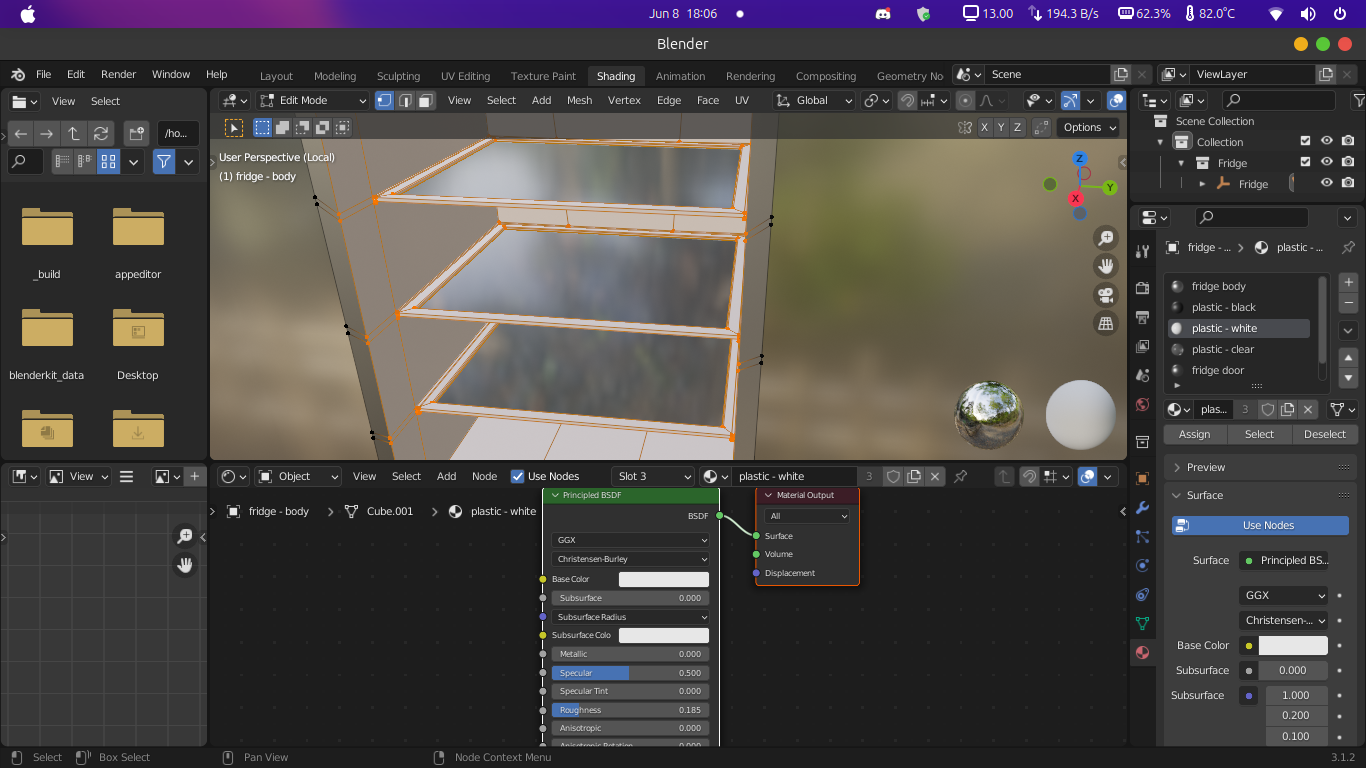 Jun 8 18:06
13.00
194.3 B/s
62.3%
82.0°C
Blender
File Edit Render Window Help
Layout Modeling Sculpting UV Editing Texture Paint Shading Animation Rendering Compositing Geometry No
Scene
ViewLayer
View Select
Edit Mode
View Select Add Mesh Vertex Edge Face UV
Global
/ho...
X Y Z
Options
User Perspective (Local)
(1) fridge - body
Z
Y
X
_build
appeditor
blenderkit_data
Desktop
Scene Collection
Collection
Fridge
Fridge
fridge - ...
plastic - ...
fridge body
plastic - black
plastic - white
plastic - clear
fridge door
plas...
3
Assign Select Deselect
Preview
Surface
Use Nodes
Surface Principled BS...
GGX
Christensen-...
Base Color
Subsurface 0.000
Subsurface 1.000
0.200
0.100
View
Object
View Select Add Node Use Nodes
Slot 3
plastic - white
3
fridge - body
Cube.001
plastic - white
Principled BSDF
BSDF
GGX
Christensen-Burley
Base Color
Subsurface 0.000
Subsurface Radius
Subsurface Colo
Metallic 0.000
Specular 0.500
Specular Tint 0.000
Roughness 0.185
Anisotropic 0.000
Anisotropic Rotation 0.000
Material Output
All
Surface
Volume
Displacement
Select
Box Select
Pan View
Node Context Menu
3.1.2